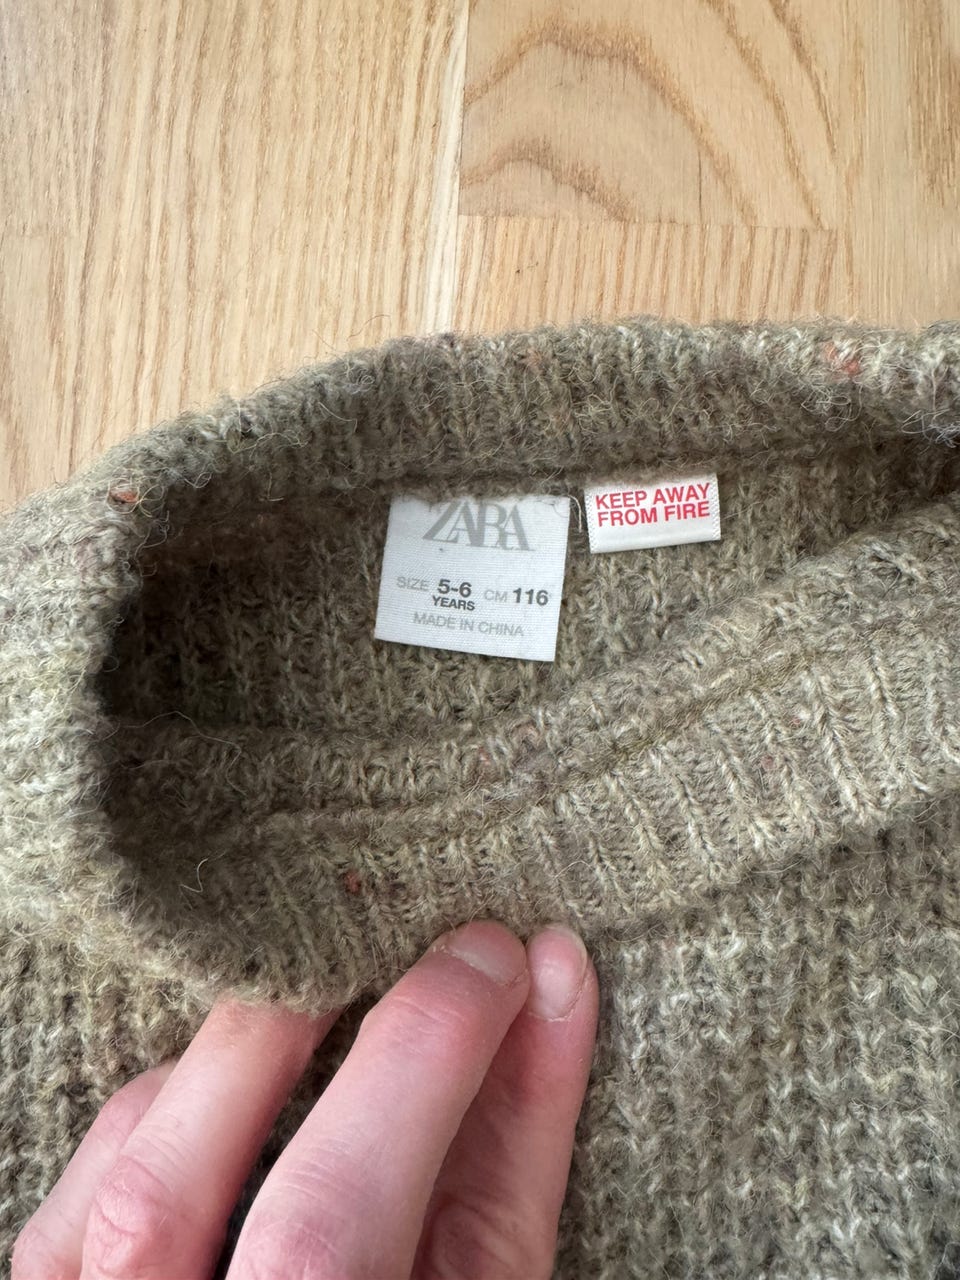 ZARA
SIZE 5-6 YEARS CM 116
MADE IN CHINA
KEEP AWAY
FROM FIRE